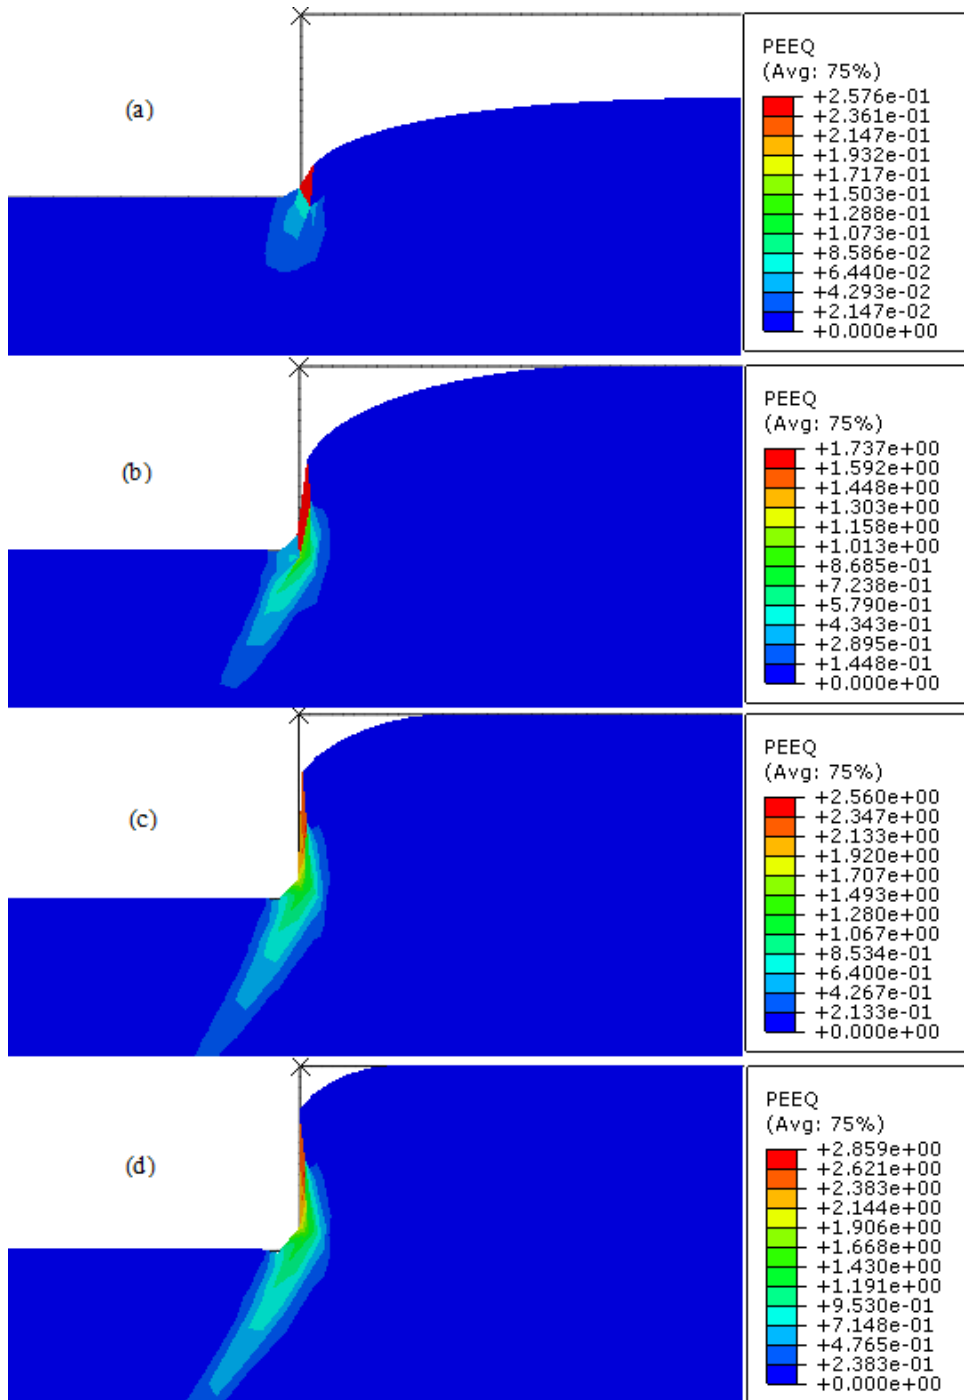 (a)
PEEQ
(Avg: 75%)
+2.576e-01
+2.361e-01
+2.147e-01
+1.932e-01
+1.717e-01
+1.503e-01
+1.288e-01
+1.073e-01
+8.586e-02
+6.440e-02
+4.293e-02
+2.147e-02
+0.000e+00
(b)
PEEQ
(Avg: 75%)
+1.737e+00
+1.592e+00
+1.448e+00
+1.303e+00
+1.158e+00
+1.013e+00
+8.685e-01
+7.238e-01
+5.790e-01
+4.343e-01
+2.895e-01
+1.448e-01
+0.000e+00
(c)
PEEQ
(Avg: 75%)
+2.560e+00
+2.347e+00
+2.133e+00
+1.920e+00
+1.707e+00
+1.493e+00
+1.280e+00
+1.067e+00
+8.534e-01
+6.400e-01
+4.267e-01
+2.133e-01
+0.000e+00
(d)
PEEQ
(Avg: 75%)
+2.859e+00
+2.621e+00
+2.383e+00
+2.144e+00
+1.906e+00
+1.668e+00
+1.430e+00
+1.191e+00
+9.530e-01
+7.148e-01
+4.765e-01
+2.383e-01
+0.000e+00